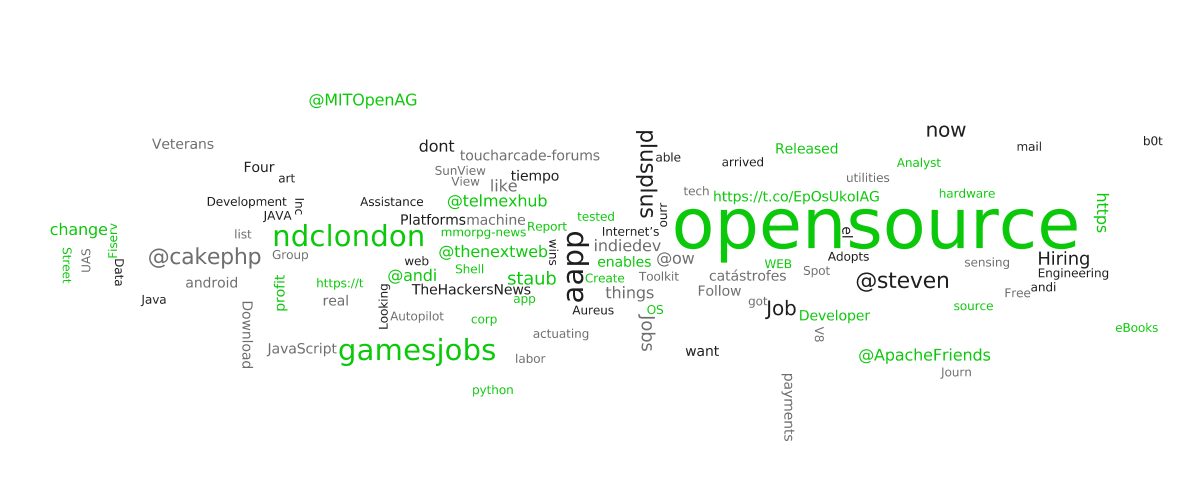 @MITOpenAG
now
plusplus
mail
b0t
Veterans
dont
Released
toucharcade-forums
able
arrived
Analyst
Four
art
SunView
View
like
tiempo
utilities
tech
https://t.co/EpOsUkoIAG
hardware
https
Development
Inc
Assistance
@telmexhub
ourr
JAVA
Platforms
machine
tested
opensource
change
Fiserv
list
ndclondon
mmorpg-news
Report
Internet’s
el
Street
UAS
Data
@cakephp
Group
web
@thenextweb
wins
aapp
indiedev
enables
@ow
WEB
Adopts
sensing
Hiring
Engineering
android
profit
https://t
@andi
Shell
staub
Create
Toolkit
catástrofes
Spot
@steven
andi
Java
real
Looking
TheHackersNews
app
things
Follow
got
Free
Download
Autopilot
corp
Aureus
OS
Jobs
Job
Developer
source
eBooks
JavaScript
gamesjobs
actuating
labor
want
V8
@ApacheFriends
Journ
python
payments